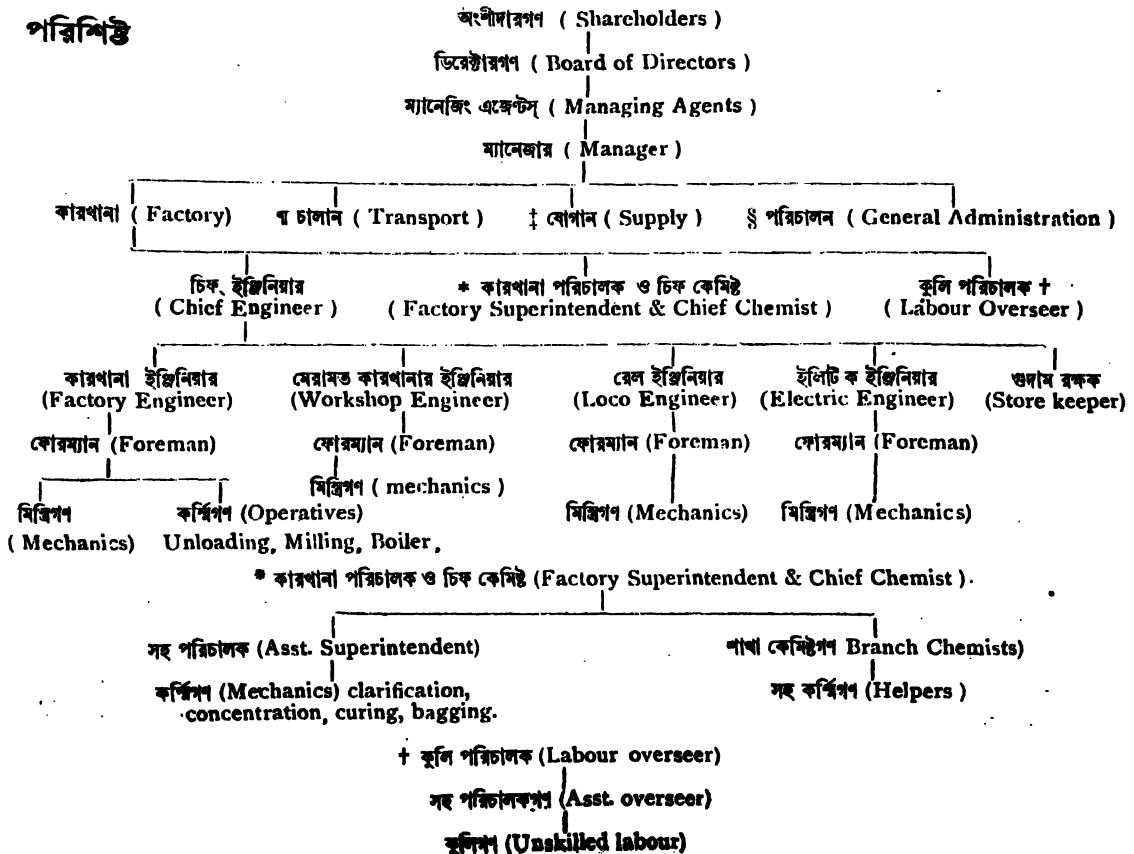 পরিশিষ্ট
অংশীদারগণ ( Shareholders )
ডিরেক্টারগণ ( Board of Directors )
ম্যানেজিং এজেন্টস্ ( Managing Agents )
ম্যানেজার ( Manager )
কারখানা ( Factory) ¶ চালান ( Transport ) ‡ যোগান ( Supply ) § পরিচালন ( General Administration )
চিফ্ ইঞ্জিনিয়ার * কারখানা পরিচালক ও চিফ কেমিষ্ট কুলি পরিচালক †
( Chief Engineer ) ( Factory Superintendent & Chief Chemist ) ( Labour Overseer )
কারখানা ইঞ্জিনিয়ার মেরামত কারখানার ইঞ্জিনিয়ার রেল ইঞ্জিনিয়ার ইলিটি ক ইঞ্জিনিয়ার গুদাম রক্ষক
(Factory Engineer) (Workshop Engineer) (Loco Engineer) (Electric Engineer) (Store keeper)
ফোরম্যান (Foreman) ফোরম্যান (Foreman) ফোরম্যান (Foreman) ফোরম্যান (Foreman)
মিস্ত্রিগণ ( mechanics )
মিস্ত্রিগণ কর্ম্মিগণ (Operatives) মিস্ত্রিগণ (Mechanics) মিস্ত্রিগণ (Mechanics)
( Mechanics) Unloading, Milling, Boiler,
* কারখানা পরিচালক ও চিফ কেমিষ্ট (Factory Superintendent & Chief Chemist ).
সহ পরিচালক (Asst. Superintendent) শাখা কেমিষ্টগণ Branch Chemists)
কর্ম্মিগণ (Mechanics) clarification, সহ কর্ম্মিগণ (Helpers )
concentration, curing, bagging.
† কুলি পরিচালক (Labour overseer)
সহ পরিচালকগণ (Asst. overseer)
কুলিগণ (Unskilled labour)